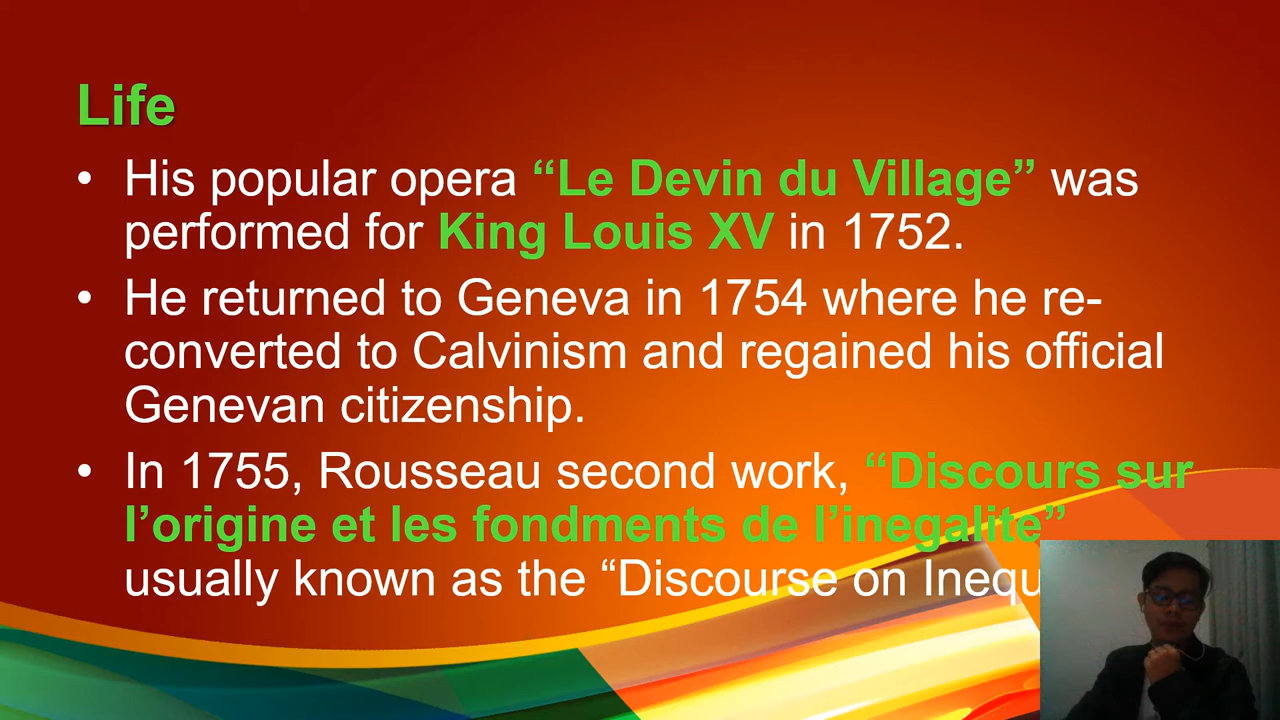 Life
• His popular opera “Le Devin du Village” was
performed for King Louis XV in 1752.
• He returned to Geneva in 1754 where he re-
converted to Calvinism and regained his official
Genevan citizenship.
• In 1755, Rousseau second work, “Discours sur
l’origine et les fondments de l’inegalite”
usually known as the “Discourse on